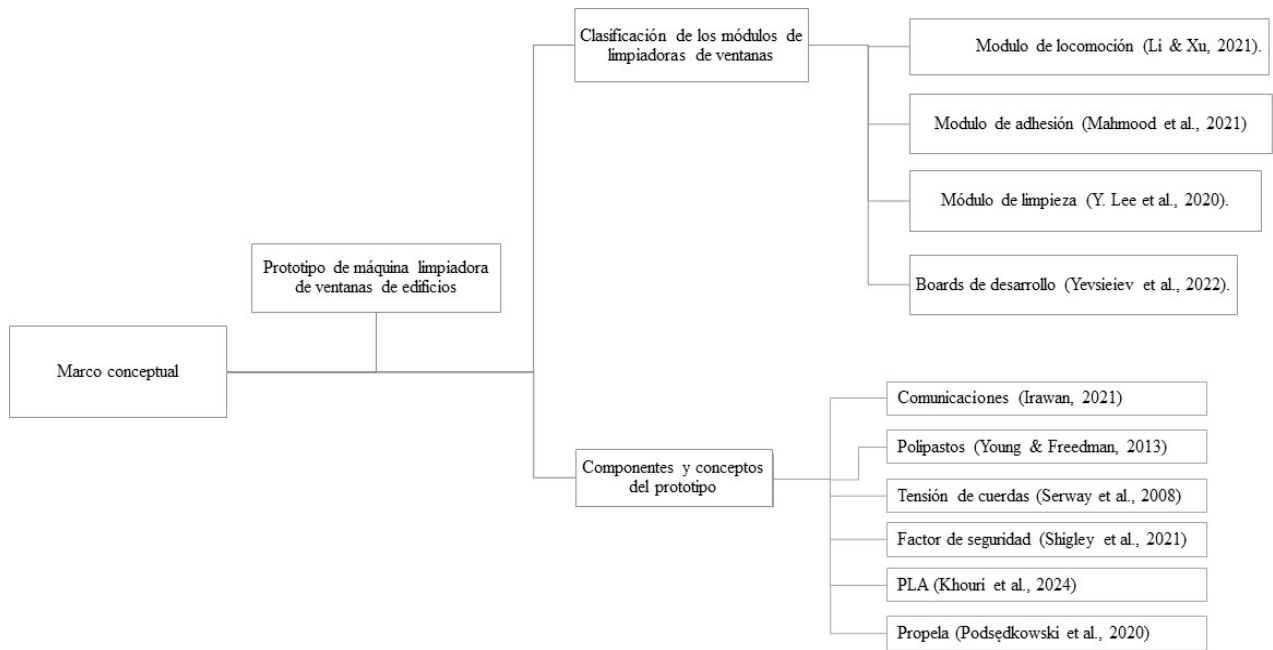 Marco conceptual
Prototipo de máquina limpiadora
de ventanas de edificios
Clasificación de los módulos de
limpiadoras de ventanas
Modulo de locomoción (Li & Xu, 2021).
Modulo de adhesión (Mahmood et al., 2021)
Módulo de limpieza (Y. Lee et al., 2020).
Boards de desarrollo (Yevsieiev et al., 2022).
Componentes y conceptos
del prototipo
Comunicaciones (Irawan, 2021)
Polipastos (Young & Freedman, 2013)
Tensión de cuerdas (Serway et al., 2008)
Factor de seguridad (Shigley et al., 2021)
PLA (Khouri et al., 2024)
Propela (Podsędkowski et al., 2020)